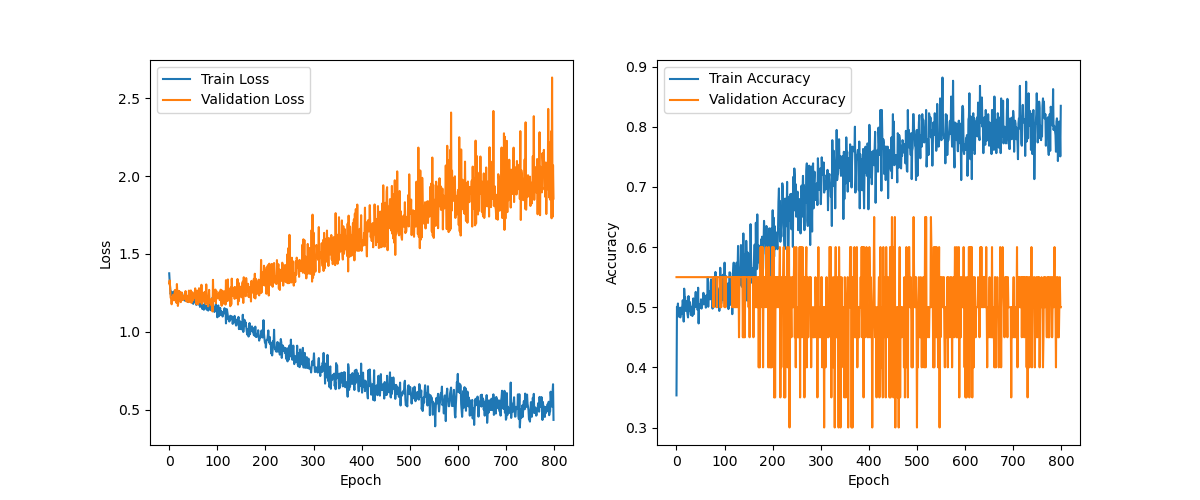 Train Loss
Validation Loss
2.5
2.0
1.5
1.0
0.5
Loss
0 100 200 300 400 500 600 700 800
Epoch
Train Accuracy
Validation Accuracy
0.9
0.8
0.7
0.6
0.5
0.4
0.3
Accuracy
0 100 200 300 400 500 600 700 800
Epoch